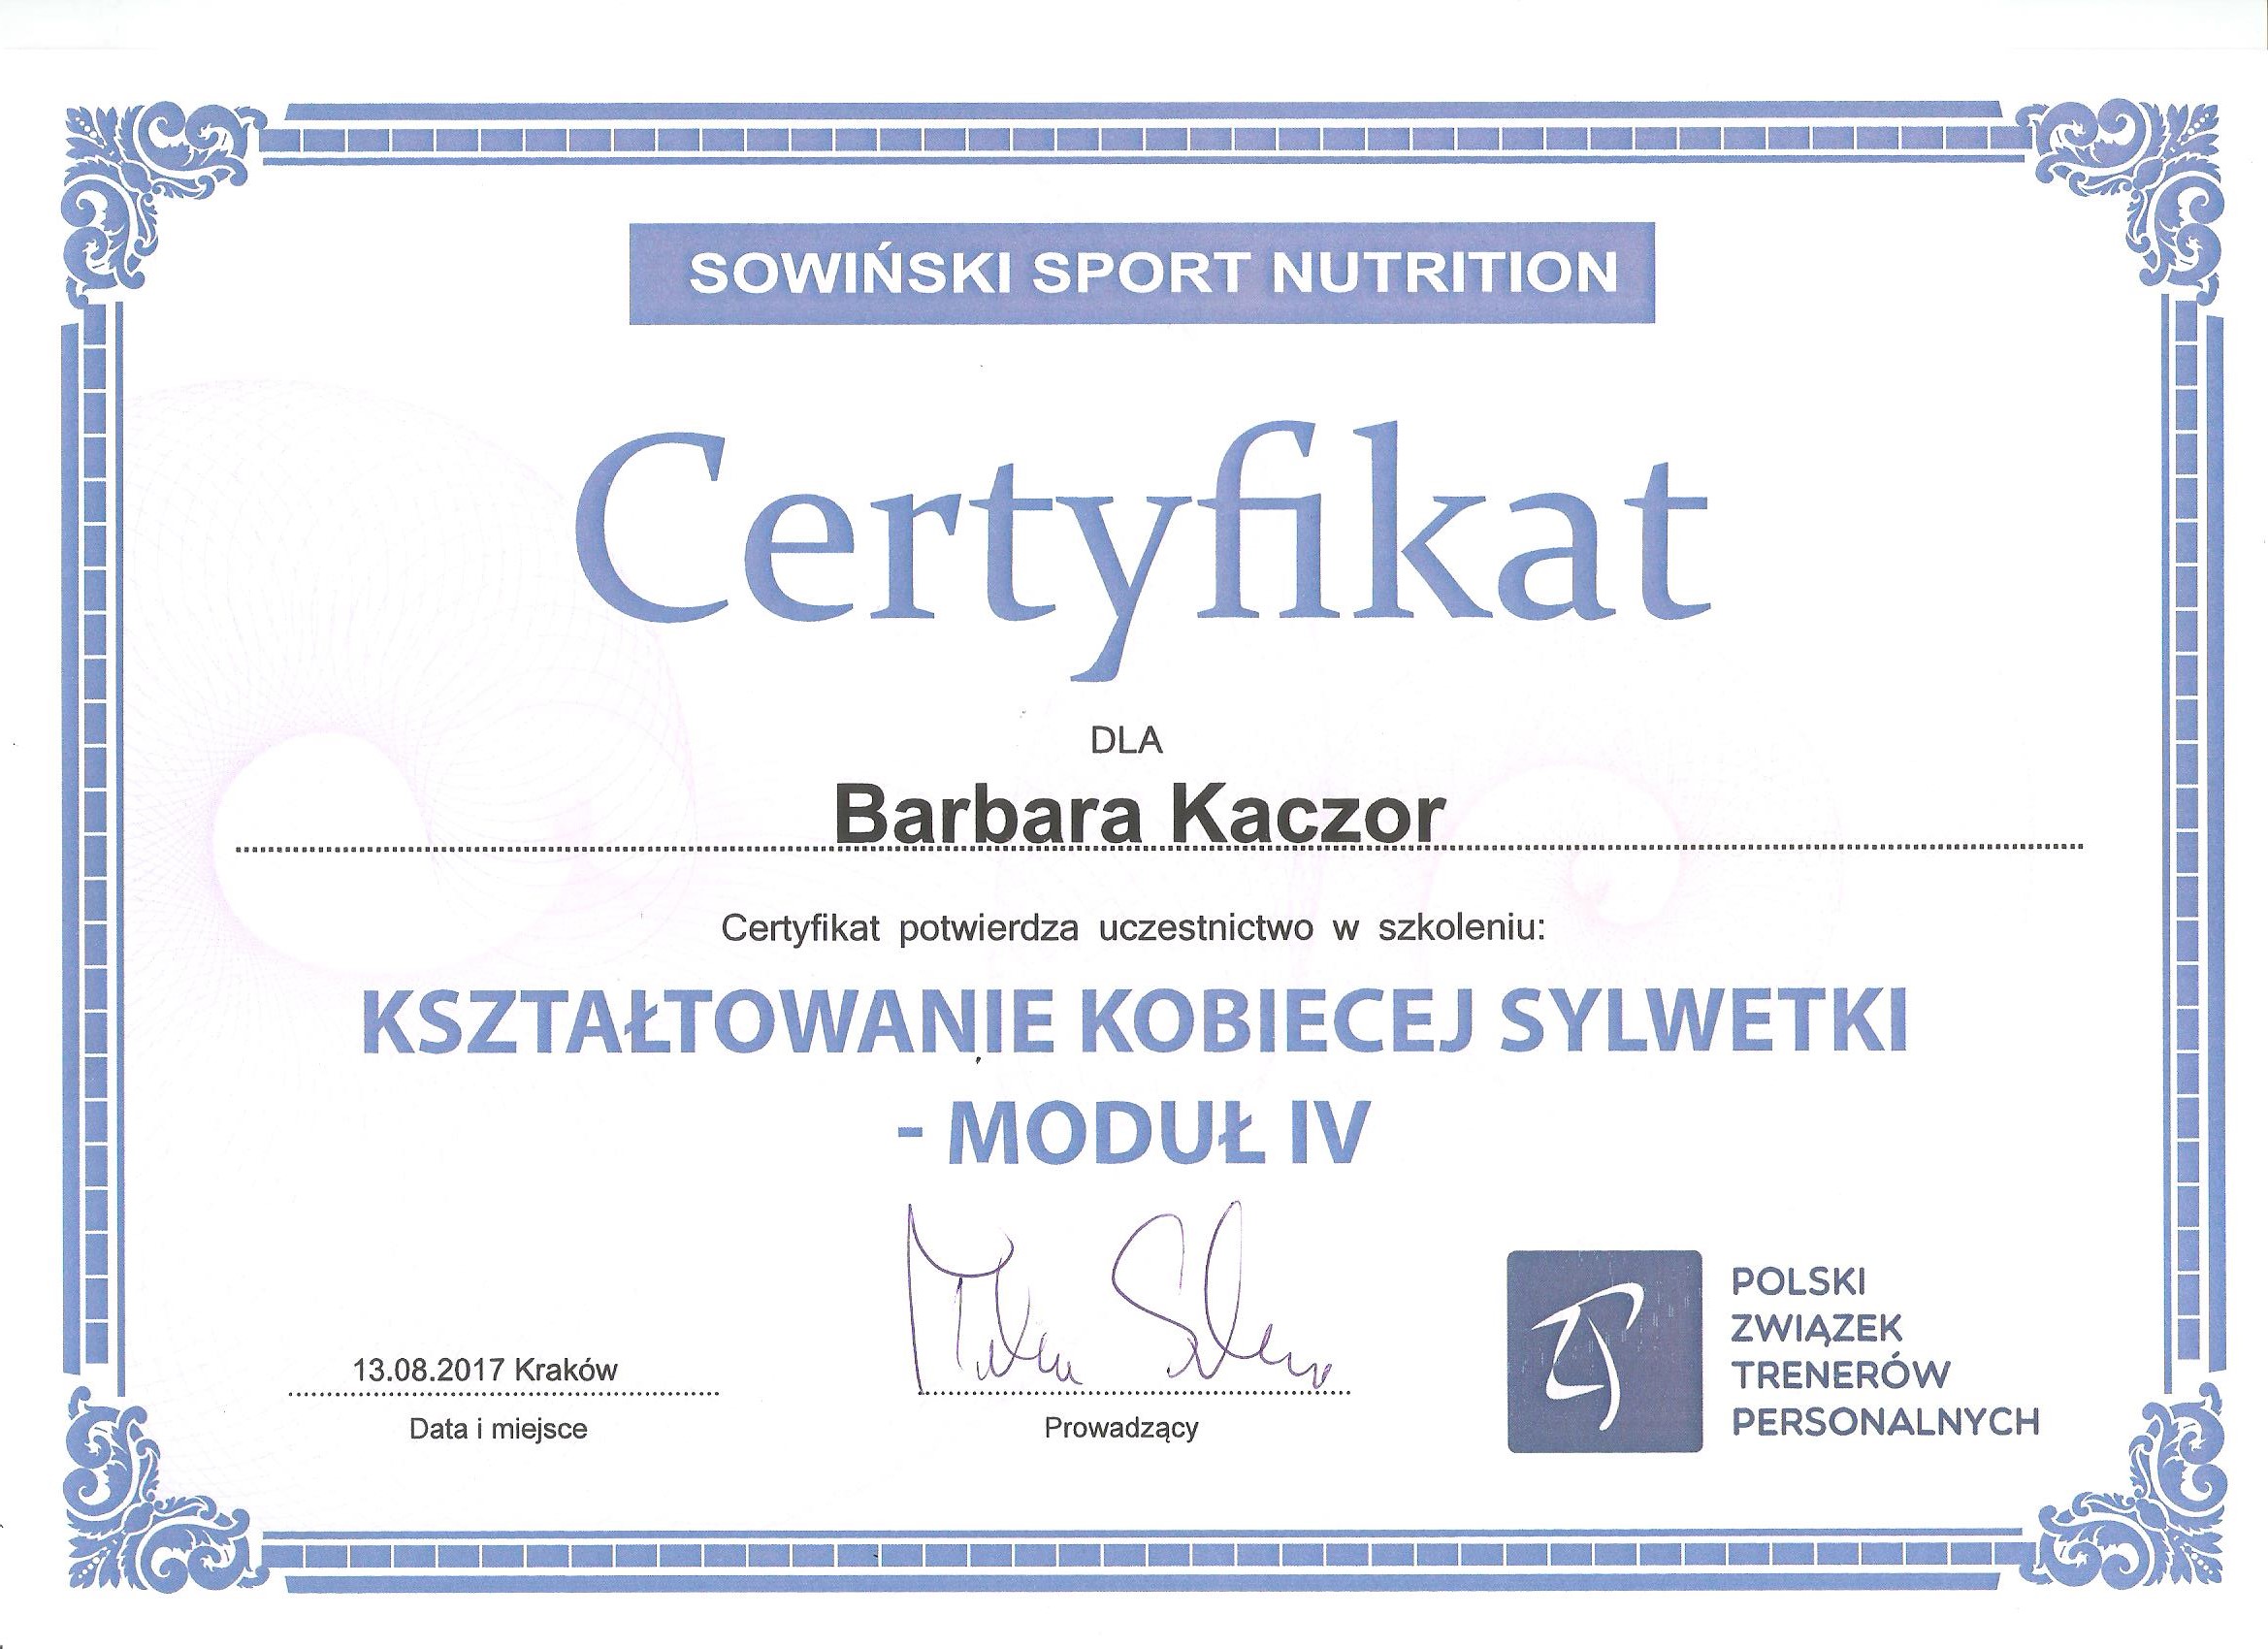 SOWIŃSKI SPORT NUTRITION
Certyfikat
DLA
Barbara Kaczor
Certyfikat potwierdza uczestnictwo w szkoleniu:
KSZTAŁTOWANIE KOBIECEJ SYLWETKI
- MODUŁ IV
13.08.2017 Kraków
Data i miejsce
Prowadzący
POLSKI
ZWIĄZEK
TRENERÓW
PERSONALNYCH